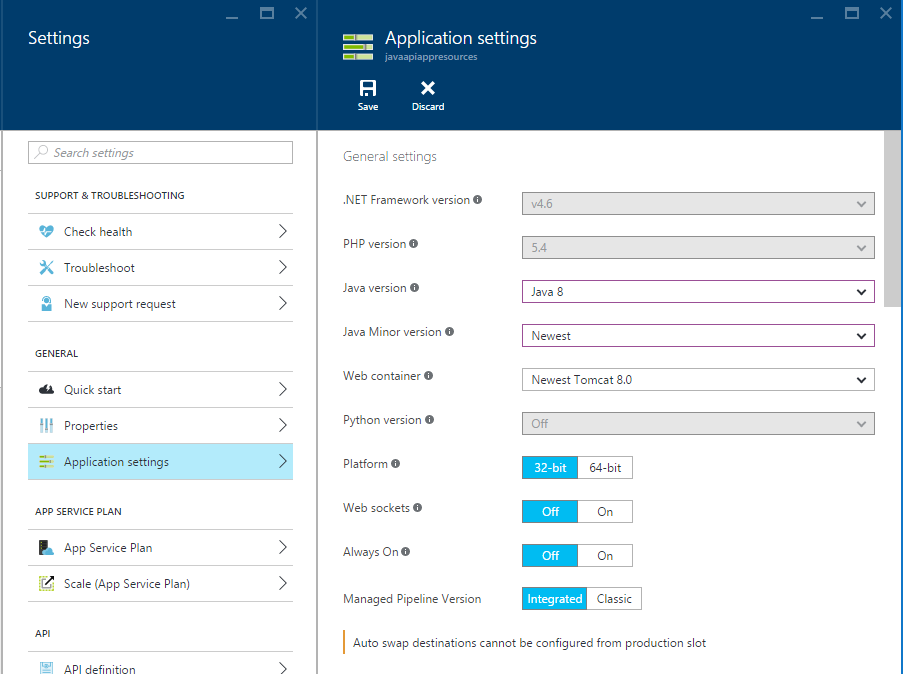 Settings
Search settings
SUPPORT & TROUBLESHOOTING
Check health
Troubleshoot
New support request
GENERAL
Quick start
Properties
Application settings
APP SERVICE PLAN
App Service Plan
Scale (App Service Plan)
API
API definition
Application settings
javaapiappresources
Save Discard
General settings
.NET Framework version v4.6
PHP version 5.4
Java version Java 8
Java Minor version Newest
Web container Newest Tomcat 8.0
Python version Off
Platform 32-bit 64-bit
Web sockets Off On
Always On Off On
Managed Pipeline Version Integrated Classic
Auto swap destinations cannot be configured from production slot